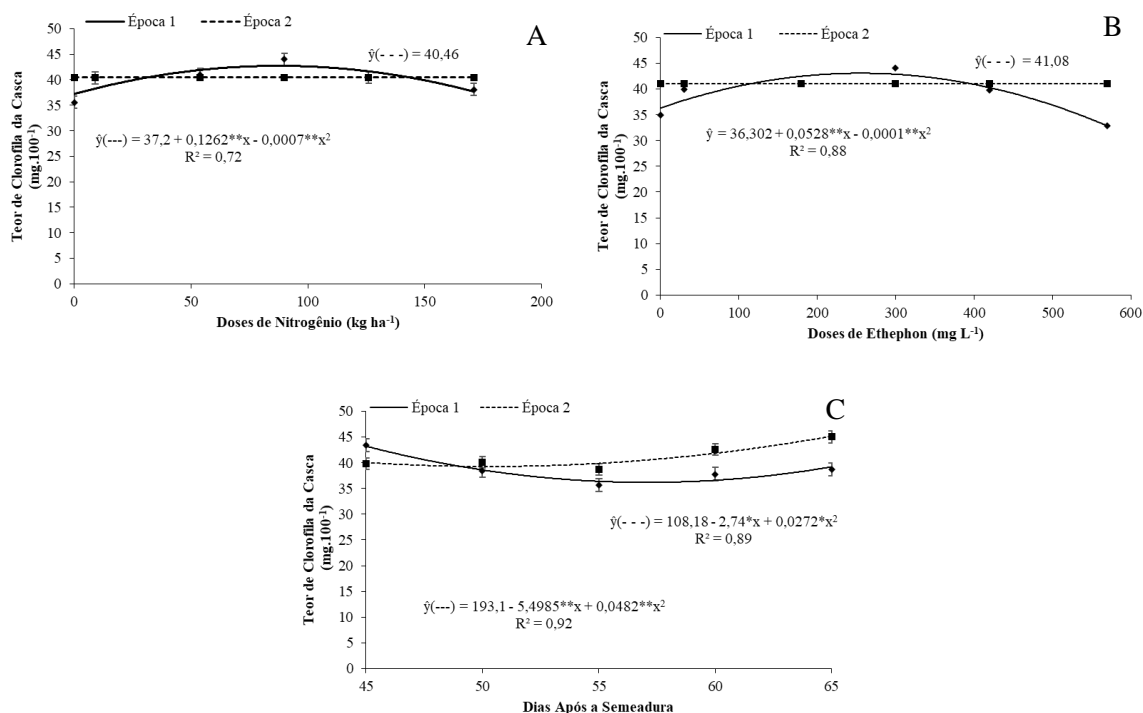 Época 1 Época 2
A
ŷ(- - -) = 40,46
ŷ(---) = 37,2 + 0,1262**x - 0,0007**x²
R² = 0,72
50
45
40
35
30
25
20
15
10
5
0
0 50 100 150 200
Teor de Clorofila da Casca
(mg.100⁻¹)
Doses de Nitrogênio (kg ha⁻¹)
Época 1 Época 2
B
ŷ(- - -) = 41,08
ŷ = 36,302 + 0,0528**x - 0,0001**x²
R² = 0,88
50
45
40
35
30
25
20
15
10
5
0
0 100 200 300 400 500 600
Teor de Clorofila da Casca
(mg.100⁻¹)
Doses de Ethephon (mg L⁻¹)
Época 1 Época 2
C
ŷ(- - -) = 108,18 - 2,74*x + 0,0272*x²
R² = 0,89
ŷ(---) = 193,1 - 5,4985**x + 0,0482**x²
R² = 0,92
50
45
40
35
30
25
20
15
10
5
0
45 50 55 60 65
Teor de Clorofila da Casca
(mg.100⁻¹)
Dias Após a Semeadura